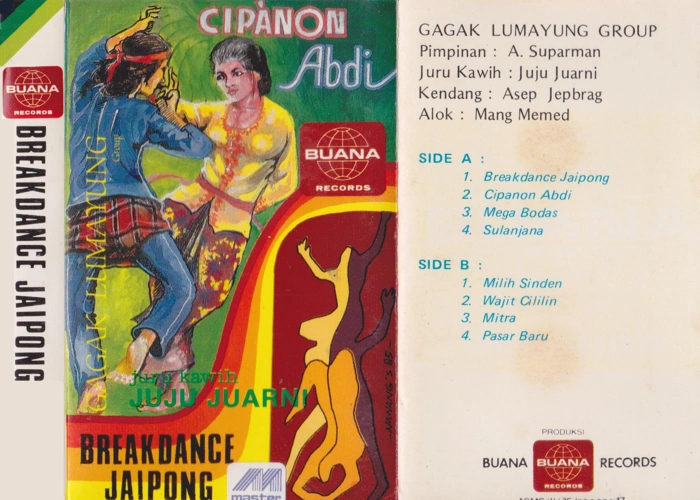 BUANA
RECORDS
BREAKDANCE JAIPONG
CIPANON
Abdi
GAGAK LUMAYUNG
Group
BUANA
RECORDS
juru kawih
JUJU JUARNI
BREAKDANCE
JAIPONG
master
GAGAK LUMAYUNG GROUP
Pimpinan : A. Suparman
Juru Kawih : Juju Juarni
Kendang : Asep Jepbrag
Alok : Mang Memed
SIDE A :
1. Breakdance Jaipong
2. Cipanon Abdi
3. Mega Bodas
4. Sulanjana
SIDE B :
1. Milih Sinden
2. Wajit Cililin
3. Mitra
4. Pasar Baru
PRODUKSI
BUANA BUANA RECORDS
RECORDS